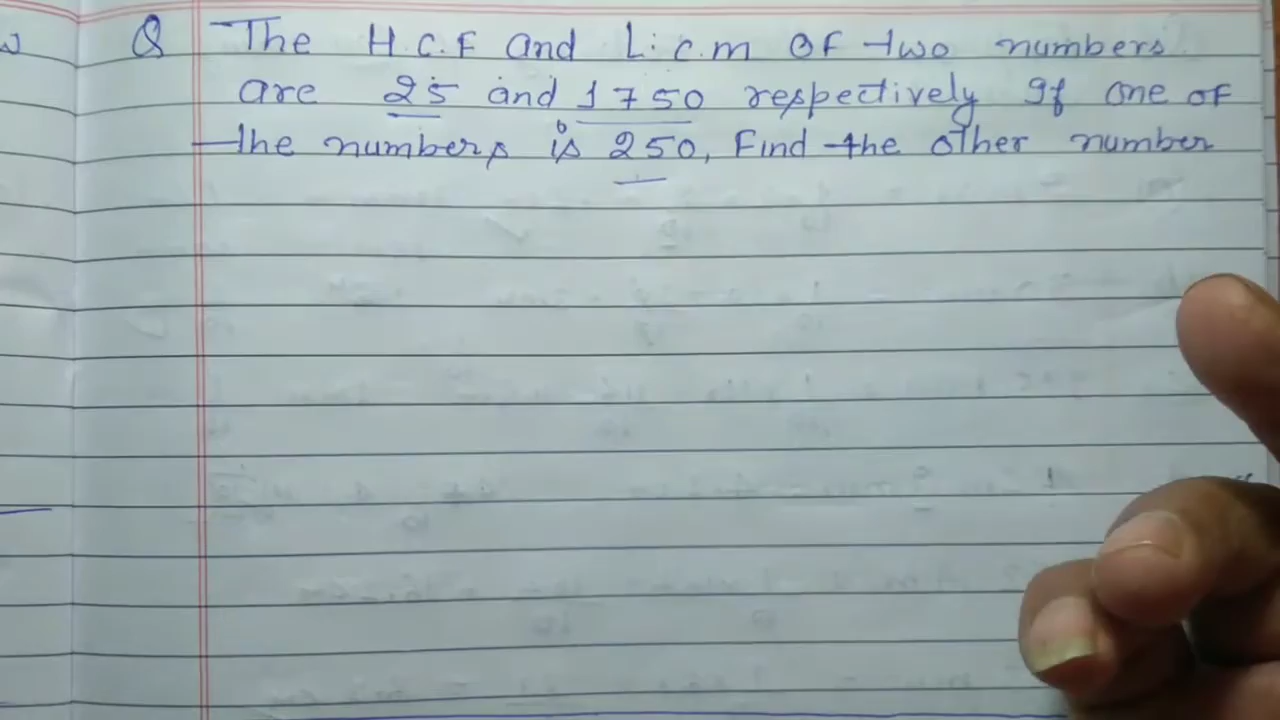 Q The H.C.F and L.C.m OF two numbers
are 25 and 1750 respectively If one OF
the numbers is 250, Find the other number